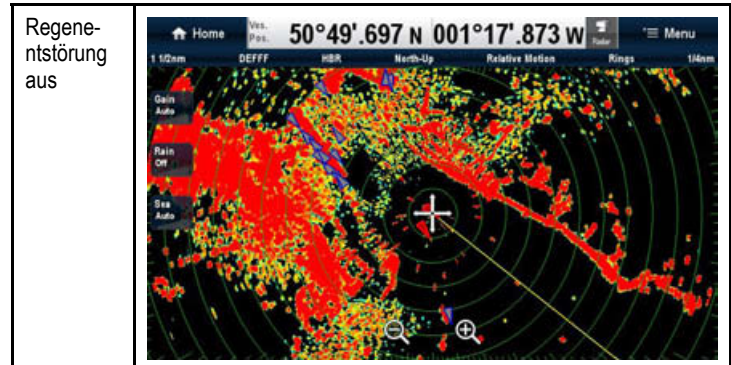 Regene-
ntstörung
aus
Home Ves. Pos. 50°49'.697 N 001°17'.873 W Radar Menu
1 1/2nm DEFFF HBR North-Up Relative Motion Rings 1/4nm
Gain
Auto
Rain
Off
Sea
Auto